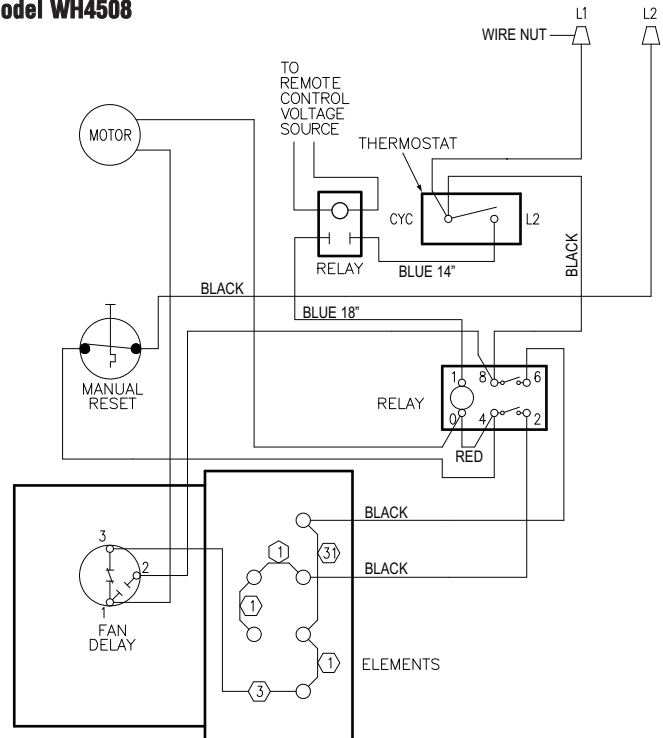 odel WH4508
L1
L2
WIRE NUT
TO
REMOTE
CONTROL
VOLTAGE
SOURCE
MOTOR
THERMOSTAT
CYC
L2
RELAY
BLUE 14"
BLACK
BLACK
BLUE 18"
MANUAL
RESET
RELAY
1
8
6
0
4
2
RED
BLACK
3
2
1
FAN
DELAY
1
31
BLACK
1
1
3
ELEMENTS